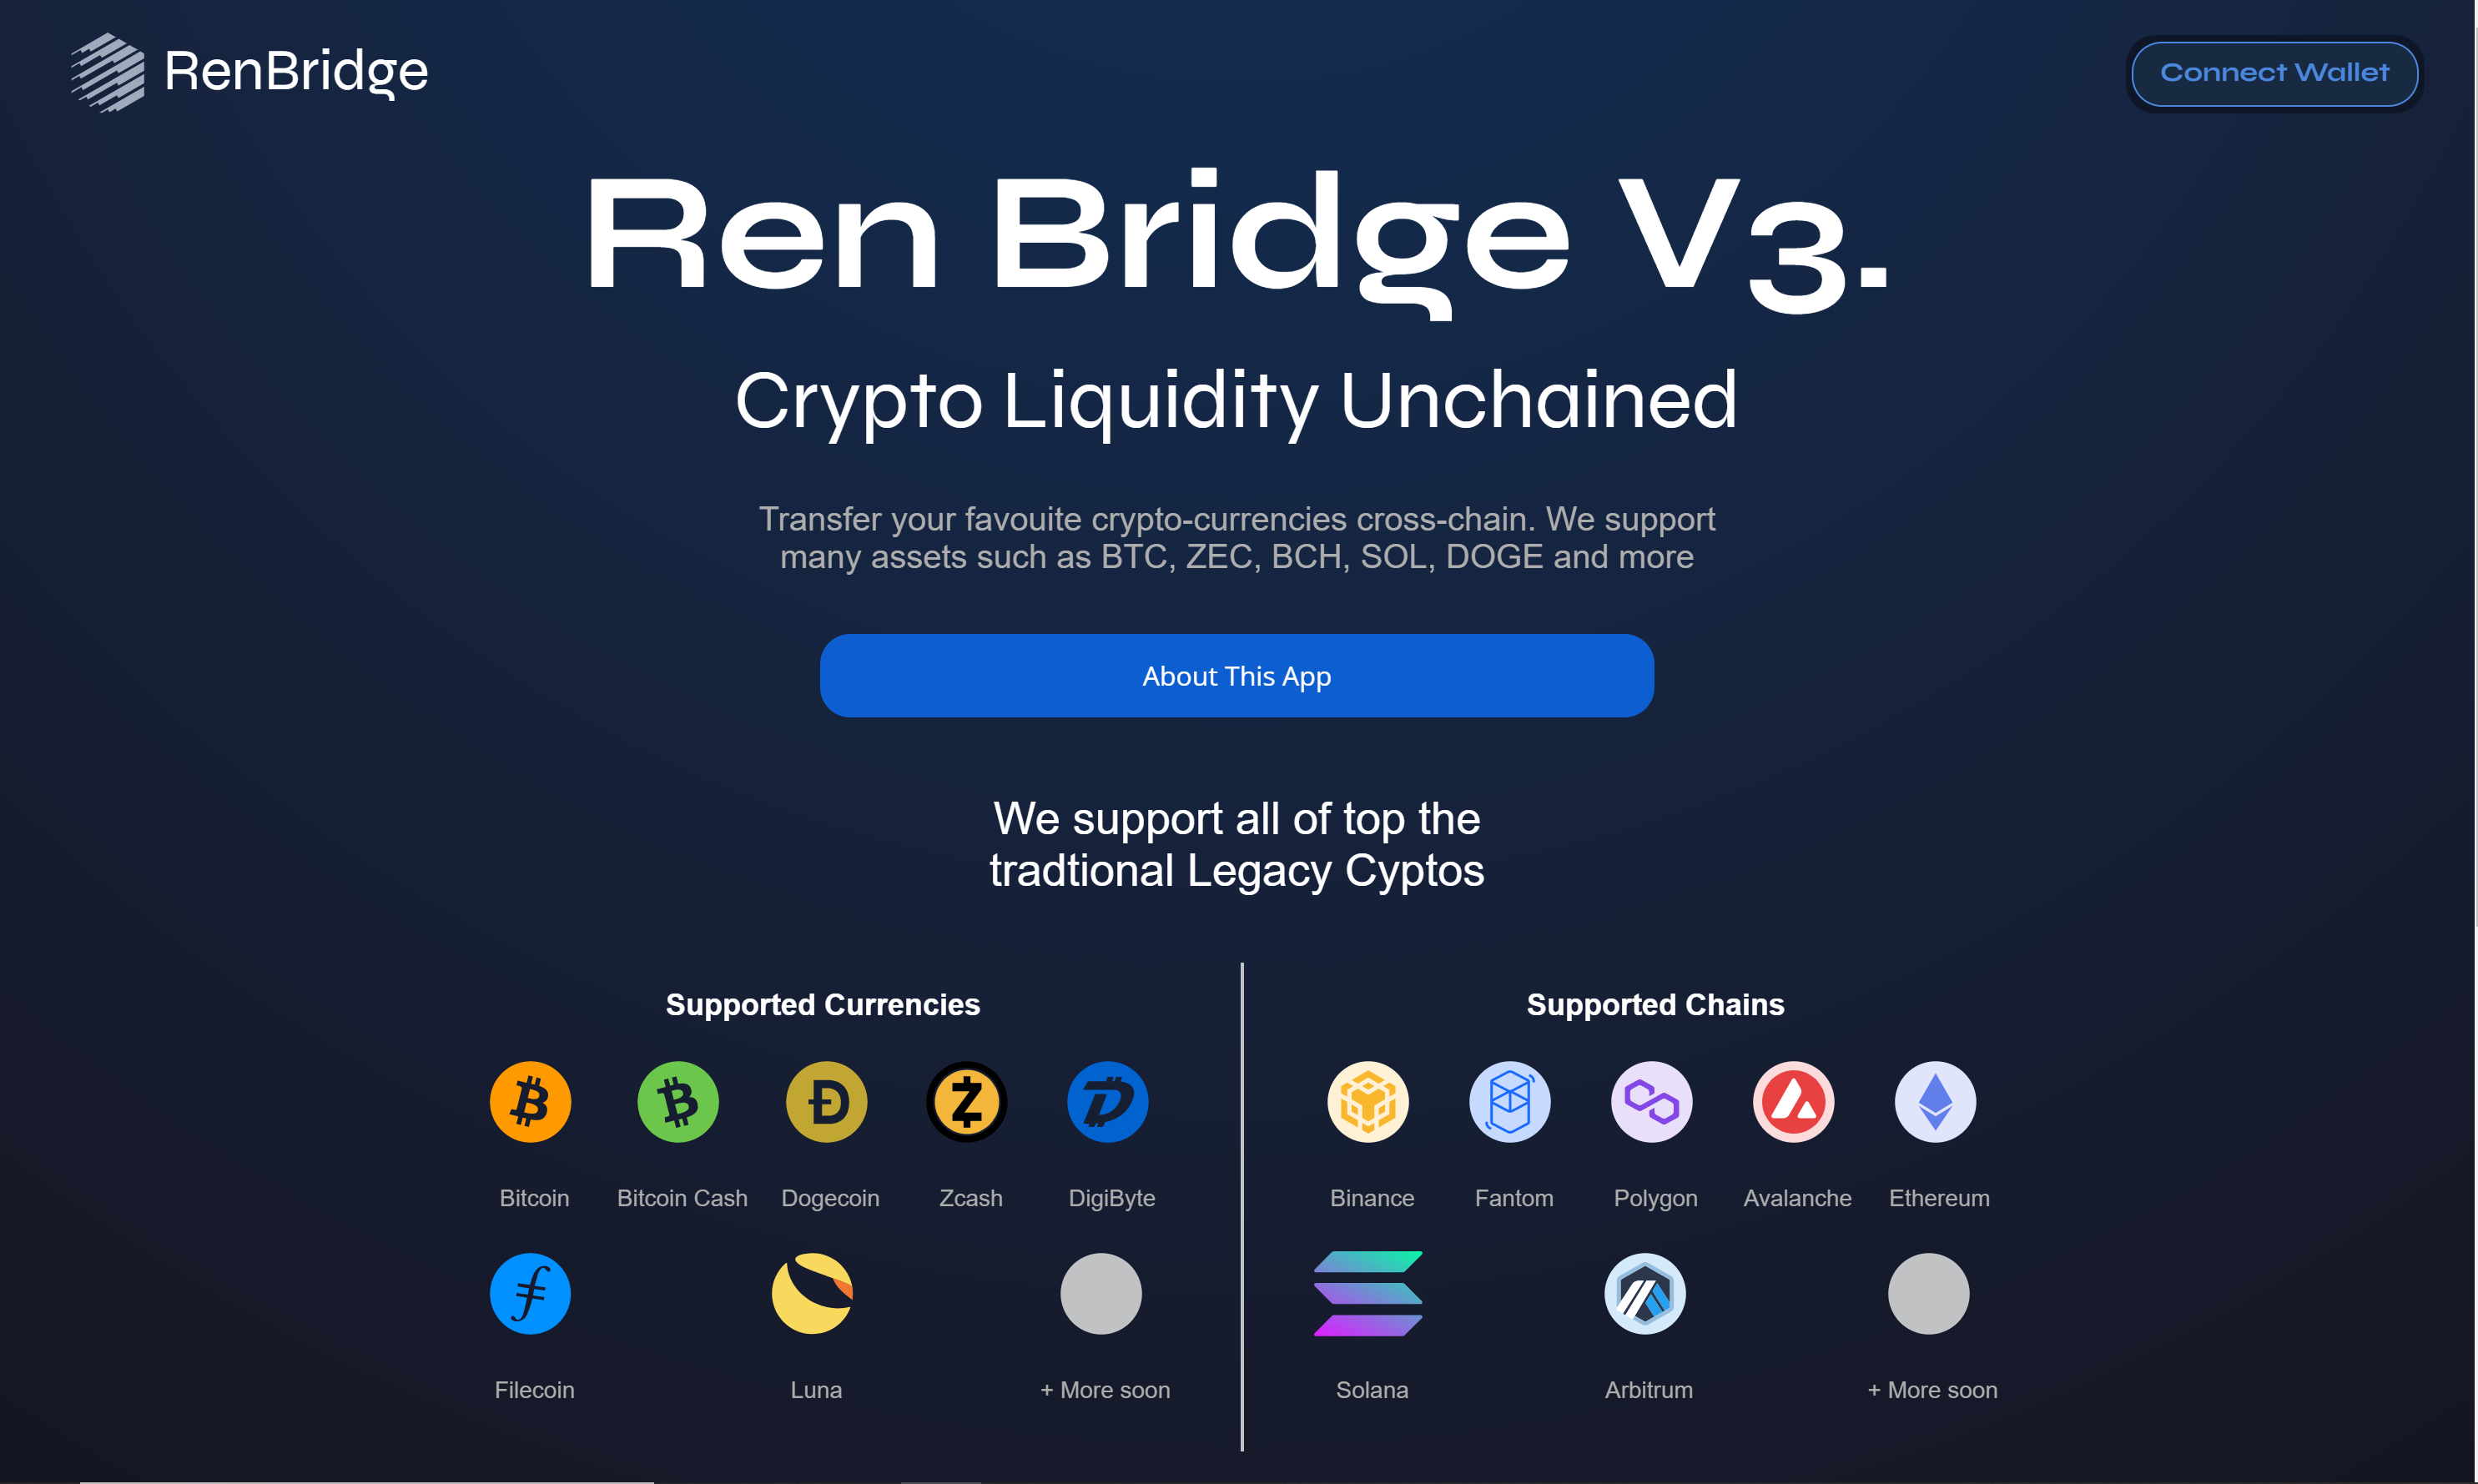 RenBridge
Connect Wallet
Ren Bridge V3.
Crypto Liquidity Unchained
Transfer your favouite crypto-currencies cross-chain. We support
many assets such as BTC, ZEC, BCH, SOL, DOGE and more
About This App
We support all of top the
tradtional Legacy Cyptos
Supported Currencies
Bitcoin
Bitcoin Cash
Dogecoin
Zcash
DigiByte
Filecoin
Luna
+ More soon
Supported Chains
Binance
Fantom
Polygon
Avalanche
Ethereum
Solana
Arbitrum
+ More soon